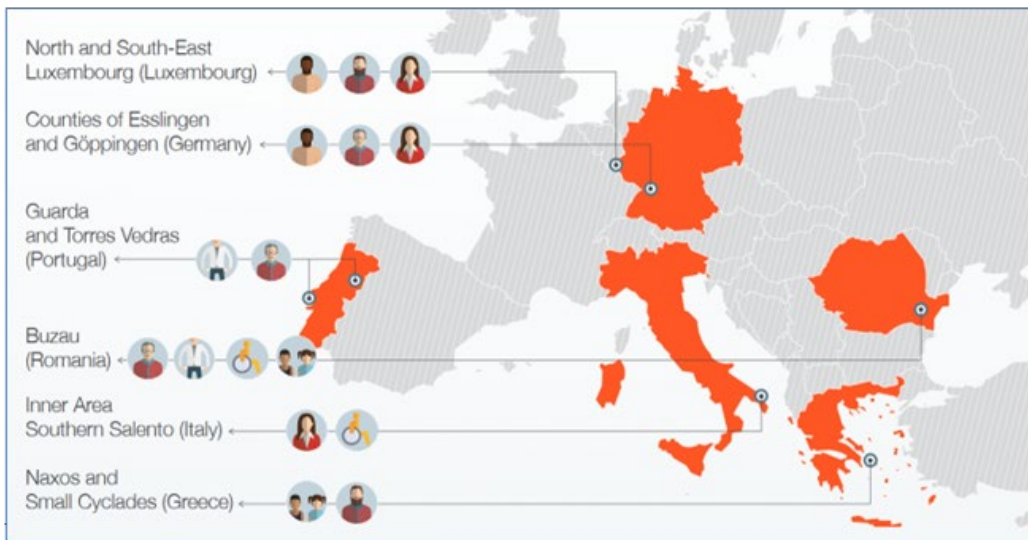 North and South-East
Luxembourg (Luxembourg)
Counties of Esslingen
and Göppingen (Germany)
Guarda
and Torres Vedras
(Portugal)
Buzau
(Romania)
Inner Area
Southern Salento (Italy)
Naxos and
Small Cyclades (Greece)